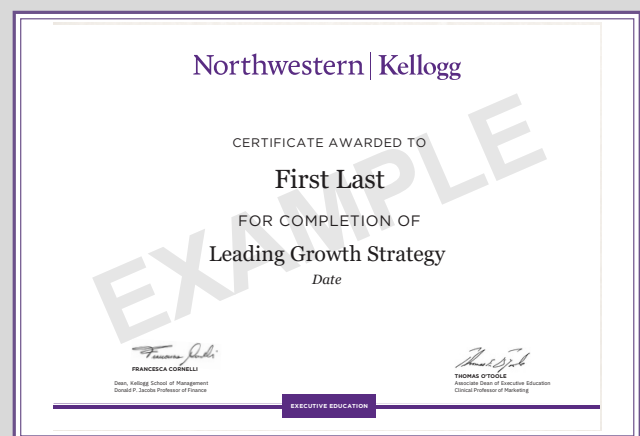 Northwestern | Kellogg
CERTIFICATE AWARDED TO
First Last
FOR COMPLETION OF
Leading Growth Strategy
Date
EXAMPLE
FRANCESCA CORNELLI
Dean, Kellogg School of Management
Donald P. Jacobs Professor of Finance
THOMAS O'TOOLE
Associate Dean of Executive Education
Clinical Professor of Marketing
EXECUTIVE EDUCATION